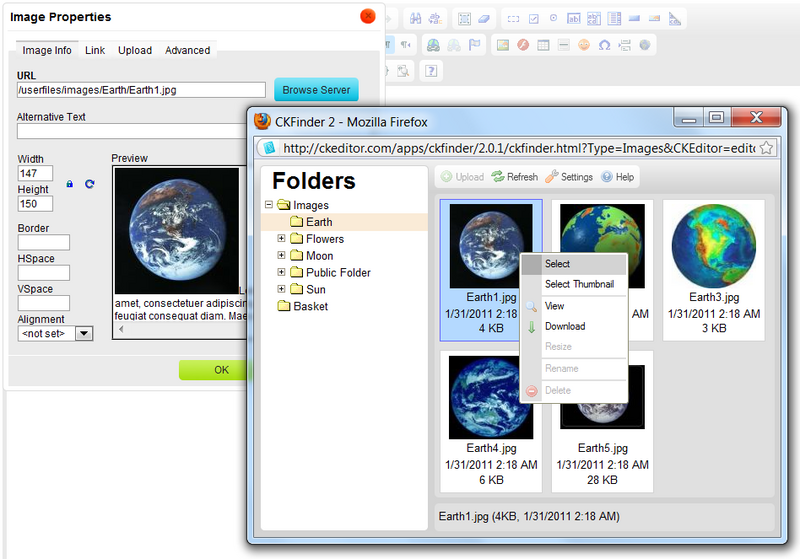 Image Properties
Image Info Link Upload Advanced
URL
/userfiles/images/Earth/Earth1.jpg
Browse Server
Alternative Text
Width
147
Height
150
Border
HSpace
VSpace
Alignment
<not set>
Preview
amet, consectetuer adipiscin
feugiat consequat diam. Mae
OK
CKFinder 2 - Mozilla Firefox
http://ckeditor.com/apps/ckfinder/2.0.1/ckfinder.html?Type=Images&CKEditor=edit
Folders
Images
Earth
Flowers
Moon
Public Folder
Sun
Basket
Upload Refresh Settings Help
Earth1.jpg
1/31/2011 2:18
4 KB
AM
Earth3.jpg
1/31/2011 2:18 AM
3 KB
Select
Select Thumbnail
View
Download
Resize
Rename
Delete
Earth4.jpg
1/31/2011 2:18 AM
6 KB
Earth5.jpg
1/31/2011 2:18 AM
28 KB
Earth1.jpg (4KB, 1/31/2011 2:18 AM)